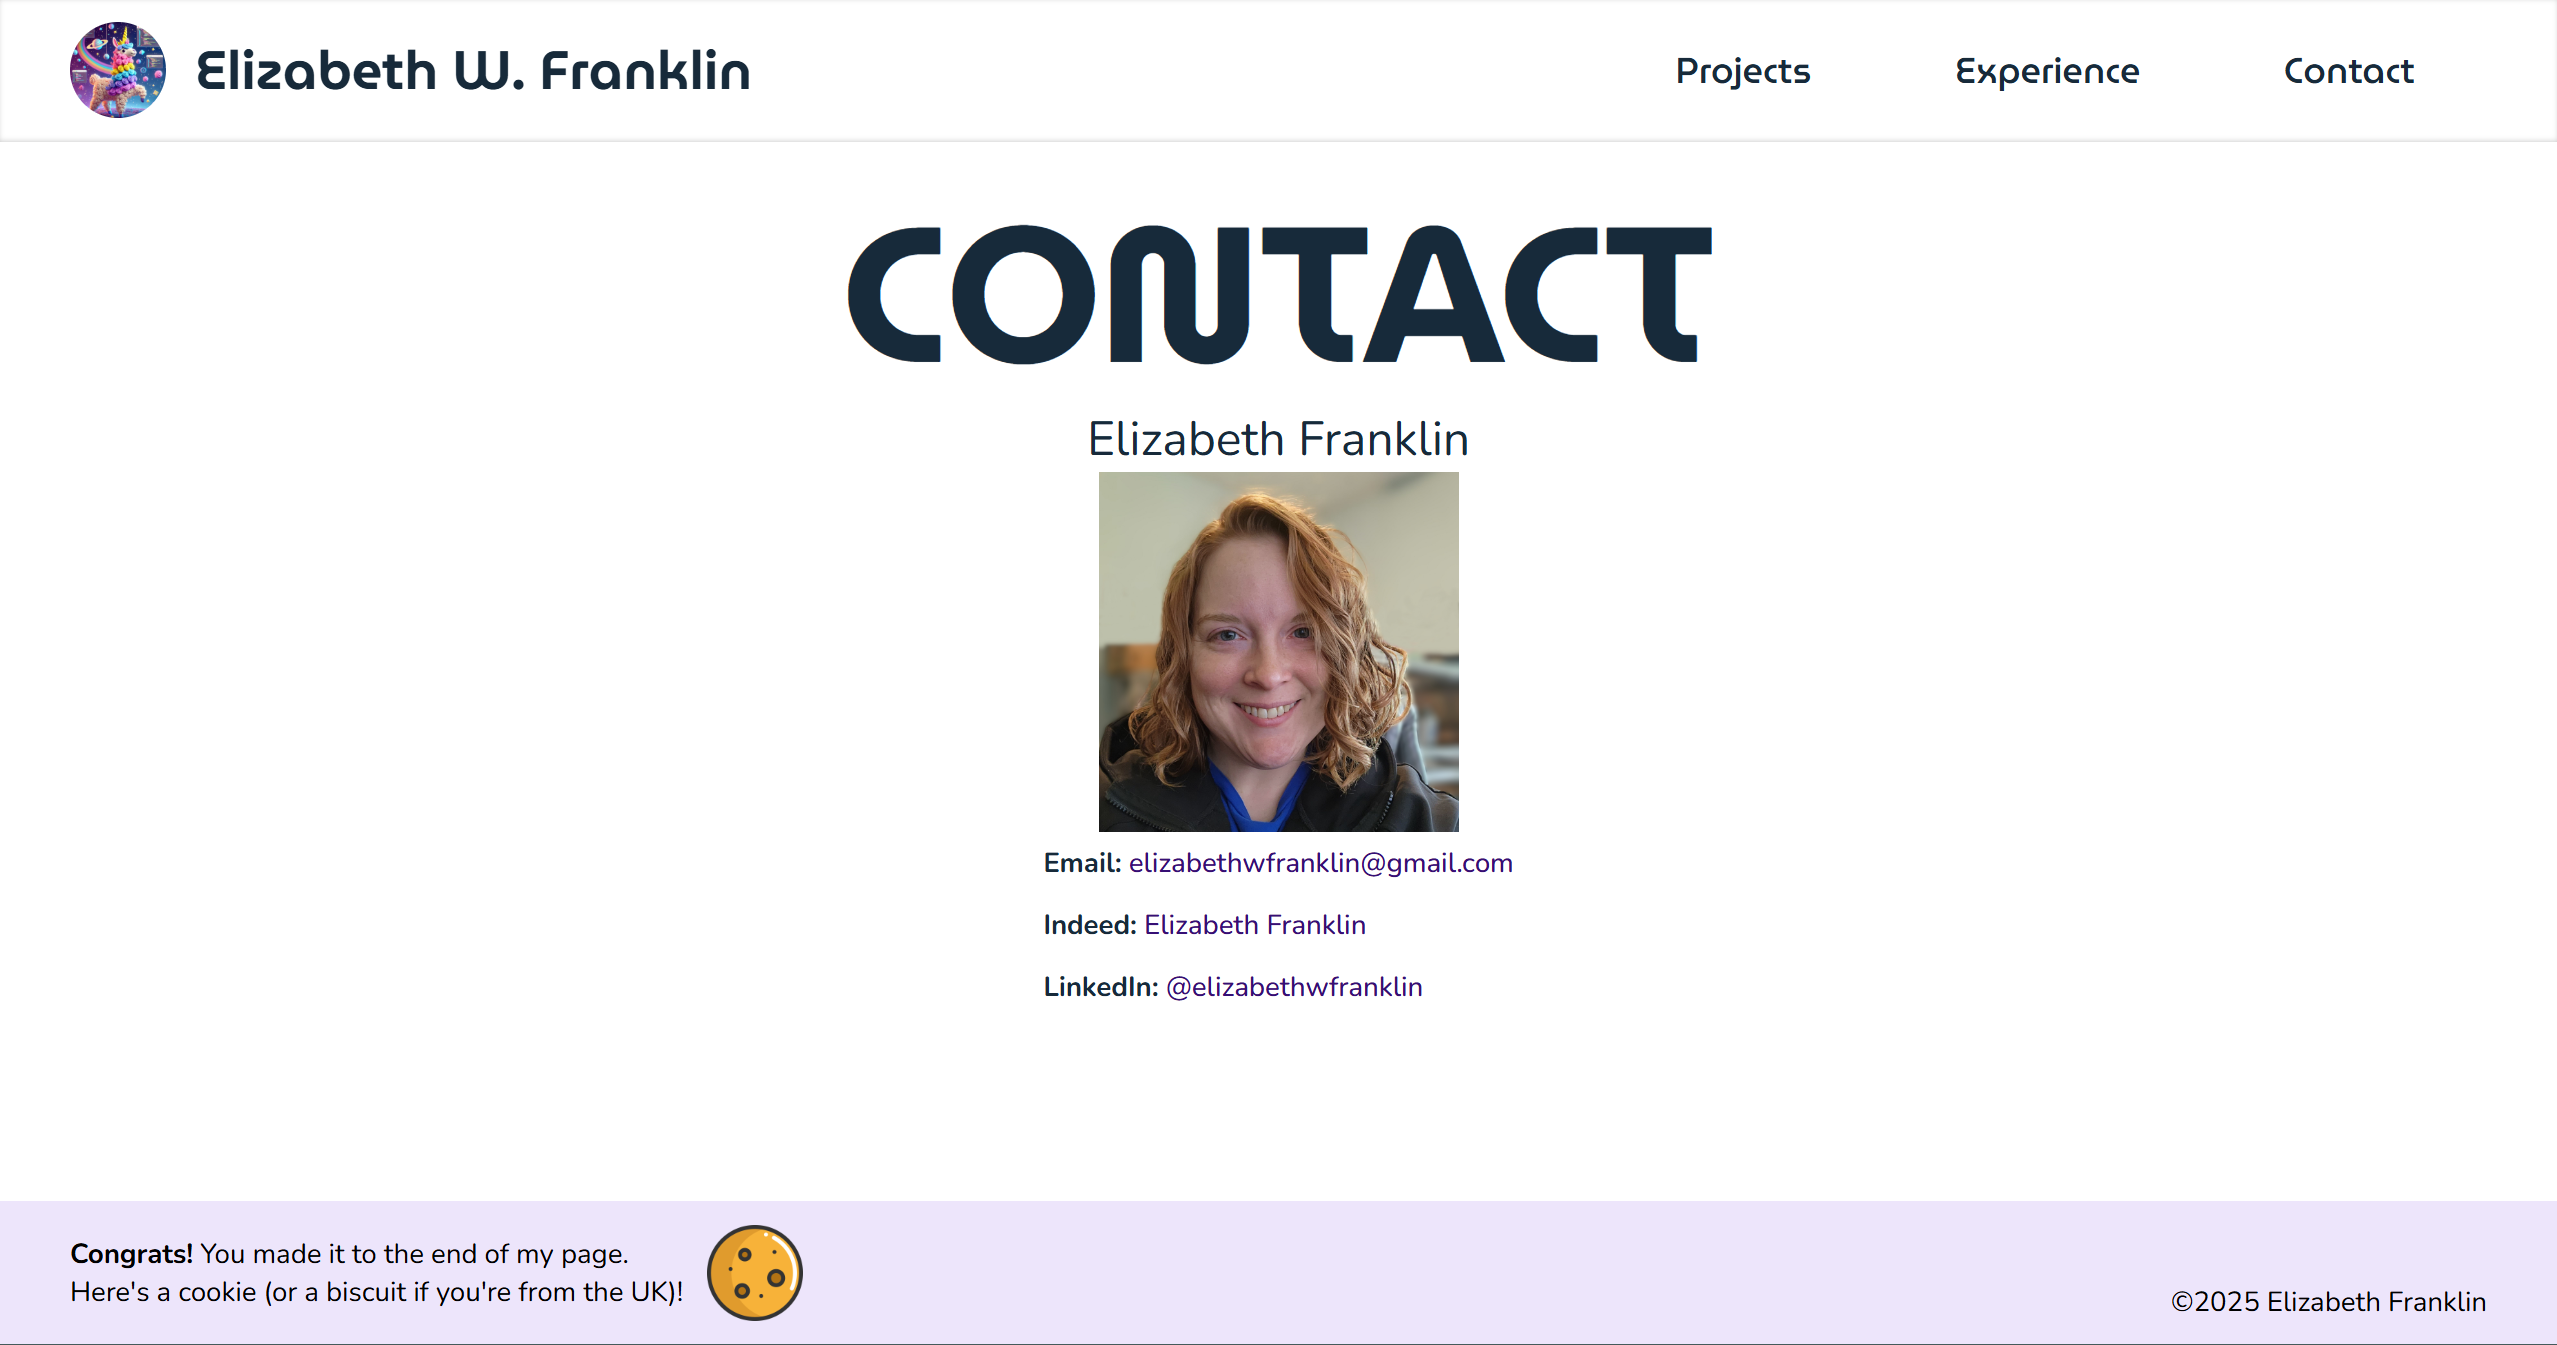 Elizabeth W. Franklin
Projects
Experience
Contact
CONTACT
Elizabeth Franklin
Email: elizabethwfranklin@gmail.com
Indeed: Elizabeth Franklin
LinkedIn: @elizabethwfranklin
Congrats! You made it to the end of my page.
Here's a cookie (or a biscuit if you're from the UK)!
©2025 Elizabeth Franklin